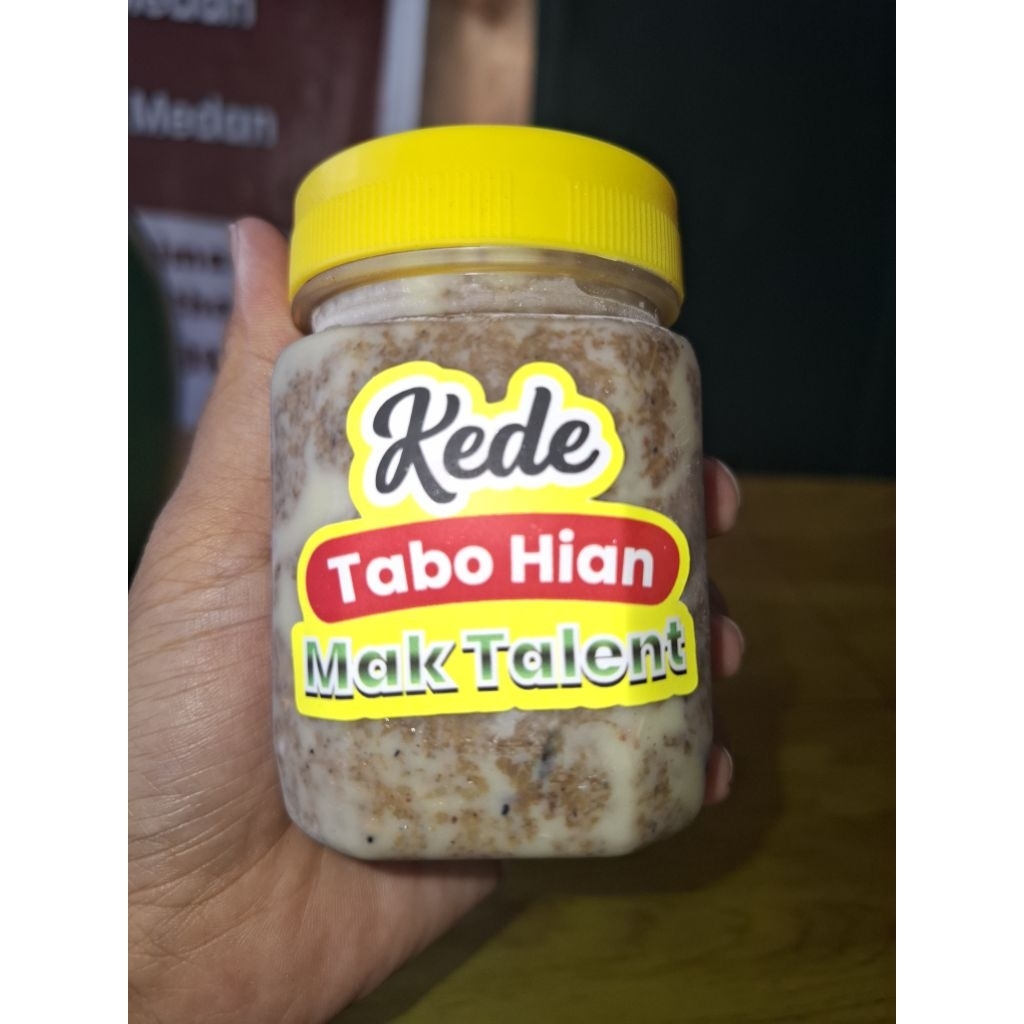 Medan
Kede
Tabo Hian
Mak Talent